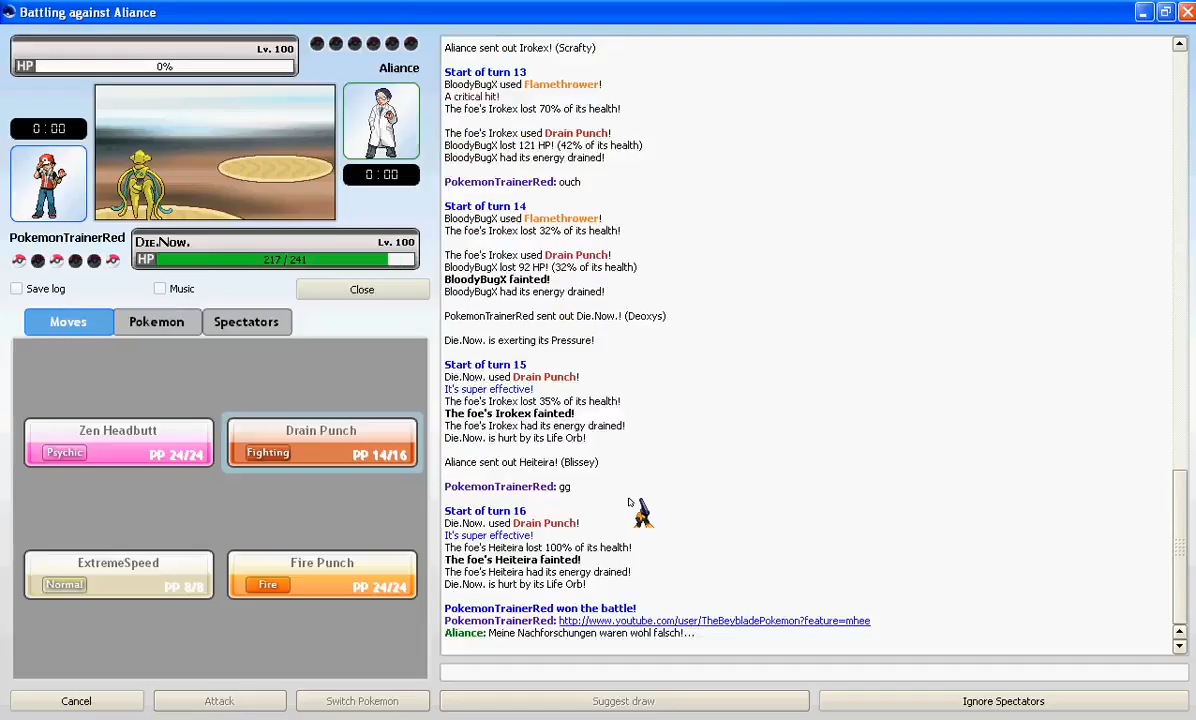 Battling against Aliance
Lv. 100
HP 0%
Aliance
0:00
0:00
PokemonTrainerRed
Die.Now. Lv. 100
HP 217 / 241
Save log
Music
Close
Moves
Pokemon
Spectators
Zen Headbutt
Psychic PP 24/24
Drain Punch
Fighting PP 14/16
ExtremeSpeed
Normal PP 8/8
Fire Punch
Fire PP 24/24
Cancel
Attack
Switch Pokemon
Aliance sent out Irokex! (Scrafty)
Start of turn 13
BloodyBugX used Flamethrower!
A critical hit!
The foe's Irokex lost 70% of its health!
The foe's Irokex used Drain Punch!
BloodyBugX lost 121 HP! (42% of its health)
BloodyBugX had its energy drained!
PokemonTrainerRed: ouch
Start of turn 14
BloodyBugX used Flamethrower!
The foe's Irokex lost 32% of its health!
The foe's Irokex used Drain Punch!
BloodyBugX lost 92 HP! (32% of its health)
BloodyBugX fainted!
BloodyBugX had its energy drained!
PokemonTrainerRed sent out Die.Now.! (Deoxys)
Die.Now. is exerting its Pressure!
Start of turn 15
Die.Now. used Drain Punch!
It's super effective!
The foe's Irokex lost 35% of its health!
The foe's Irokex fainted!
The foe's Irokex had its energy drained!
Die.Now. is hurt by its Life Orb!
Aliance sent out Heiteira! (Blissey)
PokemonTrainerRed: gg
Start of turn 16
Die.Now. used Drain Punch!
It's super effective!
The foe's Heiteira lost 100% of its health!
The foe's Heiteira fainted!
The foe's Heiteira had its energy drained!
Die.Now. is hurt by its Life Orb!
PokemonTrainerRed won the battle!
PokemonTrainerRed: http://www.youtube.com/user/TheBeybladePokemon?feature=mhee
Aliance: Meine Nachforschungen waren wohl falsch!...
Suggest draw
Ignore Spectators